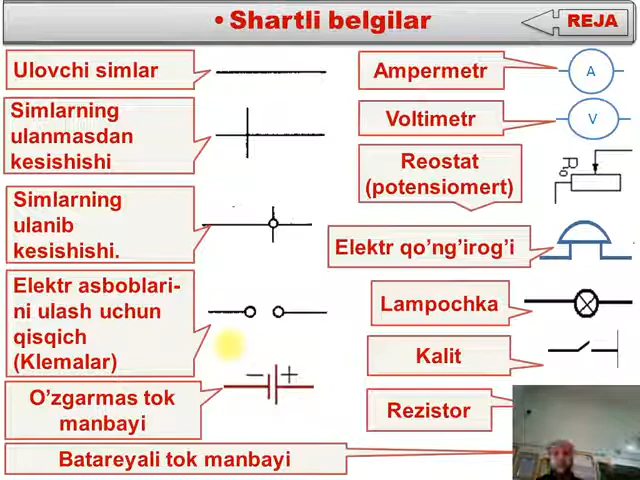 • Shartli belgilar
REJA
Ulovchi simlar
Simlarning
ulanmasdan
kesishishi
Simlarning
ulanib
kesishishi.
Elektr asboblari-
ni ulash uchun
qisqich
(Klemalar)
O’zgarmas tok
manbayi
Batareyali tok manbayi
Ampermetr
A
Voltimetr
V
Reostat
(potensiomert)
R₀
Elektr qo’ng’irog’i
Lampochka
Kalit
Rezistor
− +